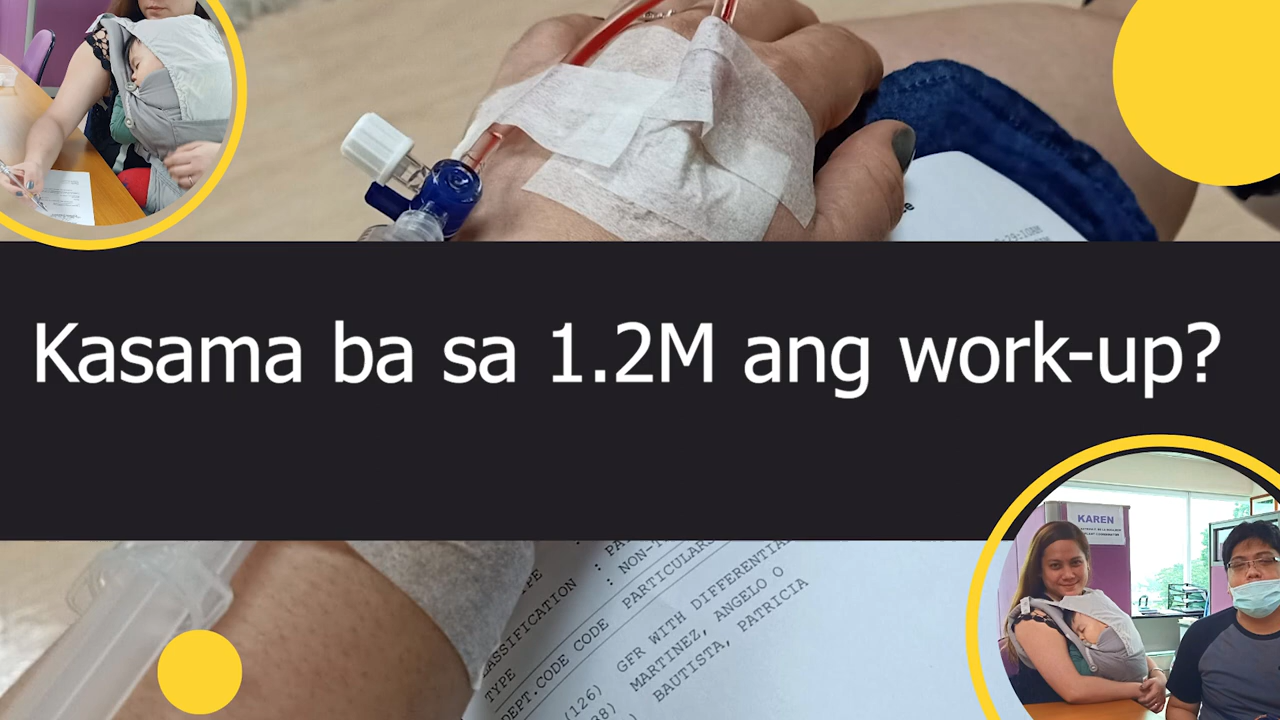 Kasama ba sa 1.2M ang work-up?
KAREN
CLASSIFICATION : NON-
TYPE
DEPT.CODE CODE PARTICULARS
(126) GFR WITH DIFFERENTIAL
MARTINEZ, ANGELO O
BAUTISTA, PATRICIA